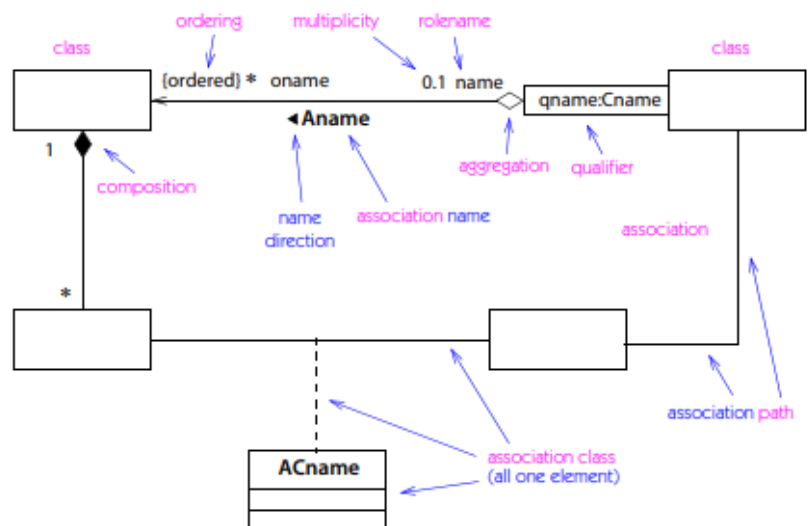 ordering multiplicity rolename
class class
{ordered} * oname 0.1 name
qname:Cname
◄Aname
1
aggregation qualifier
composition
name
direction
association name
association
*
association path
ACname
association class
(all one element)